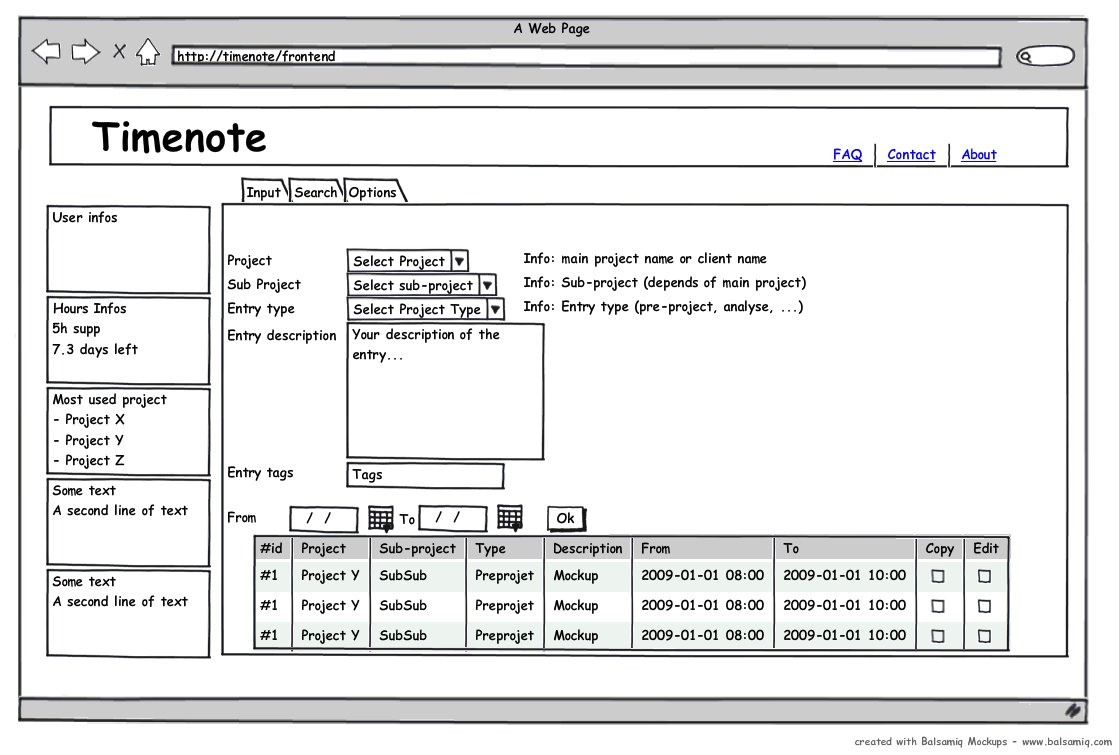 A Web Page
http://timenote/frontend
Timenote
FAQ Contact About
Input Search Options
User infos
Hours Infos
5h supp
7.3 days left
Most used project
- Project X
- Project Y
- Project Z
Some text
A second line of text
Some text
A second line of text
Project Select Project Info: main project name or client name
Sub Project Select sub-project Info: Sub-project (depends of main project)
Entry type Select Project Type Info: Entry type (pre-project, analyse, ...)
Entry description Your description of the
entry...
Entry tags Tags
From / / To / / Ok
#id Project Sub-project Type Description From To Copy Edit
#1 Project Y SubSub Preprojet Mockup 2009-01-01 08:00 2009-01-01 10:00
#1 Project Y SubSub Preprojet Mockup 2009-01-01 08:00 2009-01-01 10:00
#1 Project Y SubSub Preprojet Mockup 2009-01-01 08:00 2009-01-01 10:00
created with Balsamiq Mockups - www.balsamiq.com